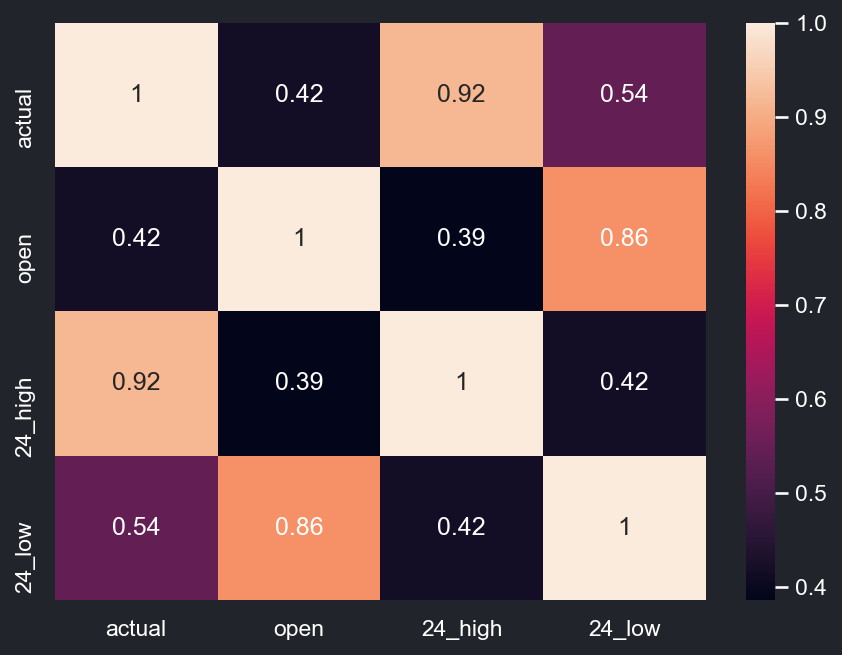 actual 1 0.42 0.92 0.54
open 0.42 1 0.39 0.86
24_high 0.92 0.39 1 0.42
24_low 0.54 0.86 0.42 1
actual open 24_high 24_low
1.0
0.9
0.8
0.7
0.6
0.5
0.4